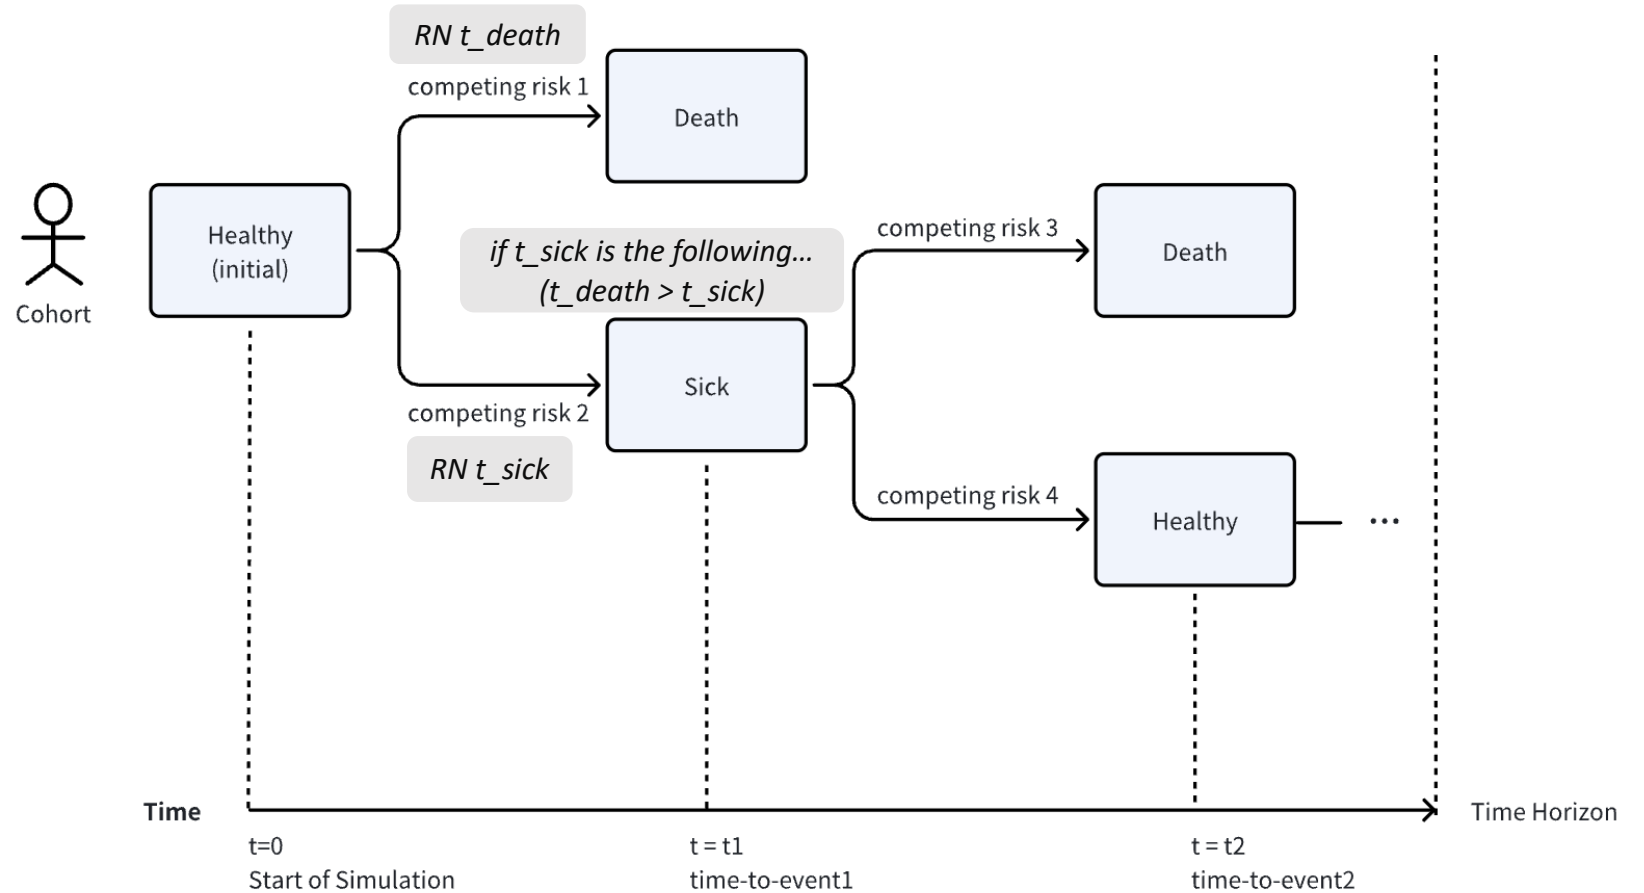 RN t_death
competing risk 1
Death
Healthy
(initial)
Cohort
if t_sick is the following...
(t_death > t_sick)
competing risk 3
Death
Sick
competing risk 2
RN t_sick
competing risk 4
Healthy
...
Time
Time Horizon
t=0
Start of Simulation
t = t1
time-to-event1
t = t2
time-to-event2